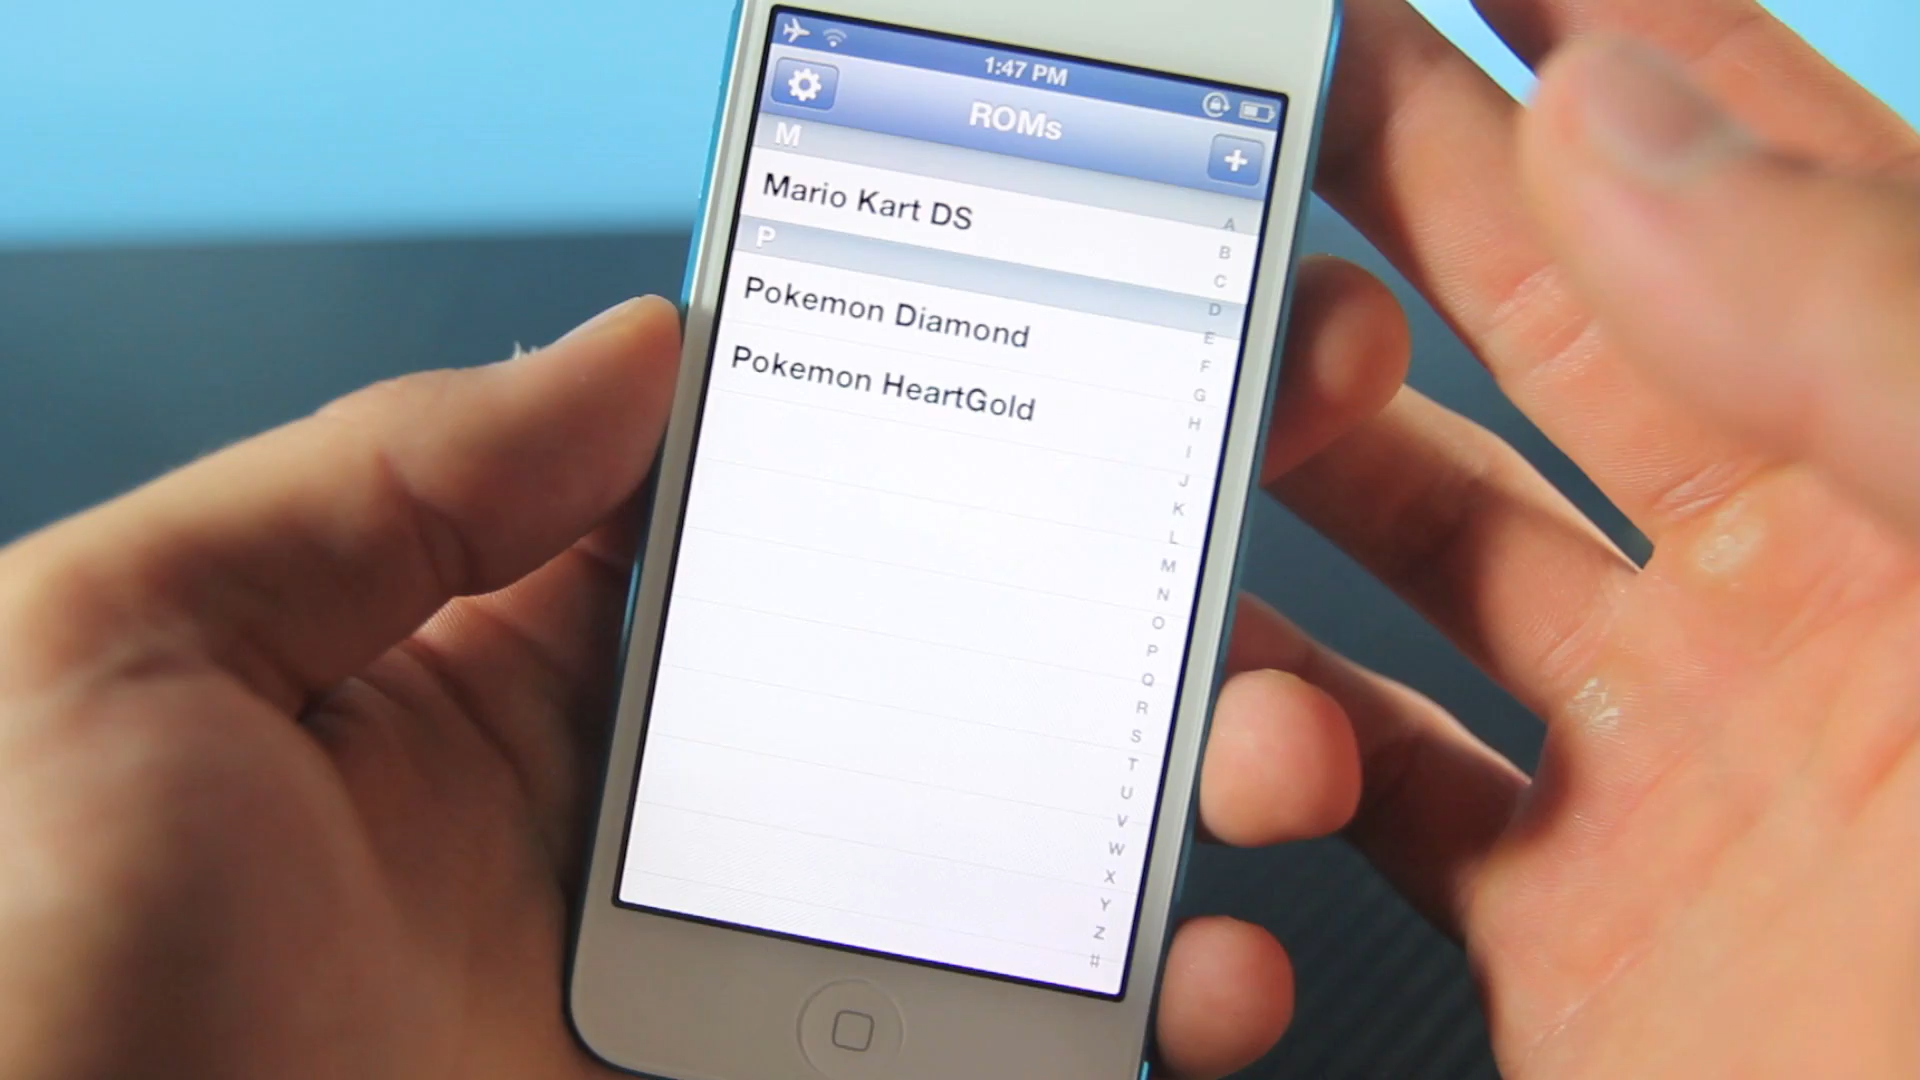 1:47 PM
ROMs
+
M
Mario Kart DS
P
Pokemon Diamond
Pokemon HeartGold
A
B
C
D
E
F
G
H
I
J
K
L
M
N
O
P
Q
R
S
T
U
V
W
X
Y
Z
#